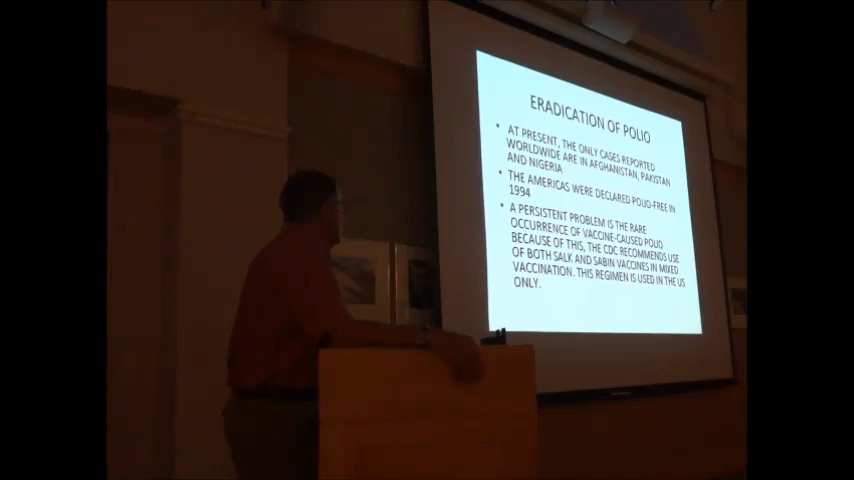 ERADICATION OF POLIO
• AT PRESENT, THE ONLY CASES REPORTED
WORLDWIDE ARE IN AFGHANISTAN, PAKISTAN
AND NIGERIA
• THE AMERICAS WERE DECLARED POLIO-FREE IN
1994
• A PERSISTENT PROBLEM IS THE RARE
OCCURRENCE OF VACCINE-CAUSED POLIO
BECAUSE OF THIS, THE CDC RECOMMENDS USE
OF BOTH SALK AND SABIN VACCINES IN MIXED
VACCINATION. THIS REGIMEN IS USED IN THE US
ONLY.